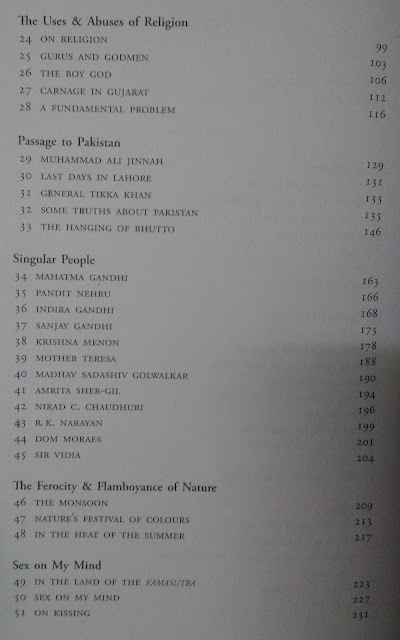 The Uses & Abuses of Religion
24 ON RELIGION 99
25 GURUS AND GODMEN 103
26 THE BOY GOD 106
27 CARNAGE IN GUJARAT 112
28 A FUNDAMENTAL PROBLEM 116
Passage to Pakistan
29 MUHAMMAD ALI JINNAH 129
30 LAST DAYS IN LAHORE 131
31 GENERAL TIKKA KHAN 133
32 SOME TRUTHS ABOUT PAKISTAN 135
33 THE HANGING OF BHUTTO 146
Singular People
34 MAHATMA GANDHI 163
35 PANDIT NEHRU 166
36 INDIRA GANDHI 168
37 SANJAY GANDHI 175
38 KRISHNA MENON 178
39 MOTHER TERESA 188
40 MADHAV SADASHIV GOLWALKAR 190
41 AMRITA SHER-GIL 194
42 NIRAD C. CHAUDHURI 196
43 R.K. NARAYAN 199
44 DOM MORAES 201
45 SIR VIDIA 204
The Ferocity & Flamboyance of Nature
46 THE MONSOON 209
47 NATURE'S FESTIVAL OF COLOURS 213
48 IN THE HEAT OF THE SUMMER 217
Sex on My Mind
49 IN THE LAND OF THE KAMASUTRA 223
50 SEX ON MY MIND 227
51 ON KISSING 231